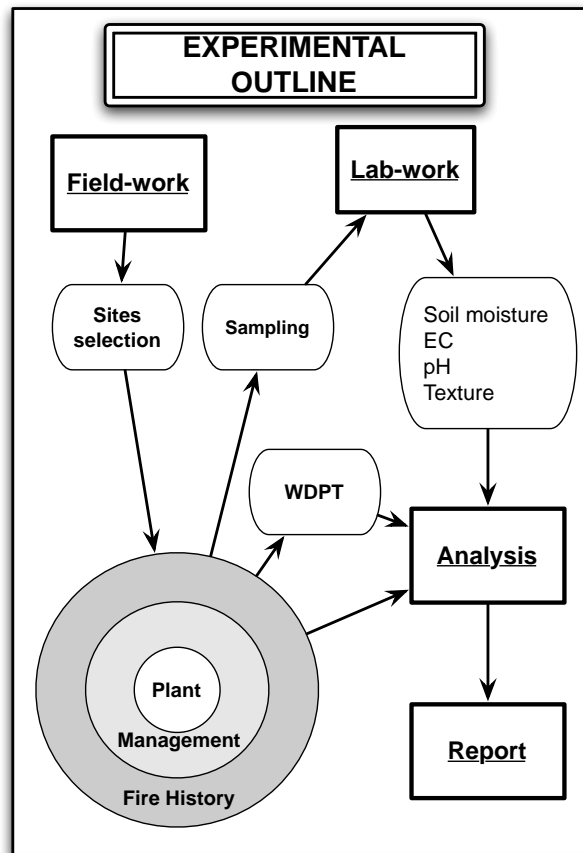 EXPERIMENTAL
OUTLINE
Field-work
Lab-work
Sites
selection
Sampling
Soil moisture
EC
pH
Texture
WDPT
Analysis
Plant
Management
Fire History
Report